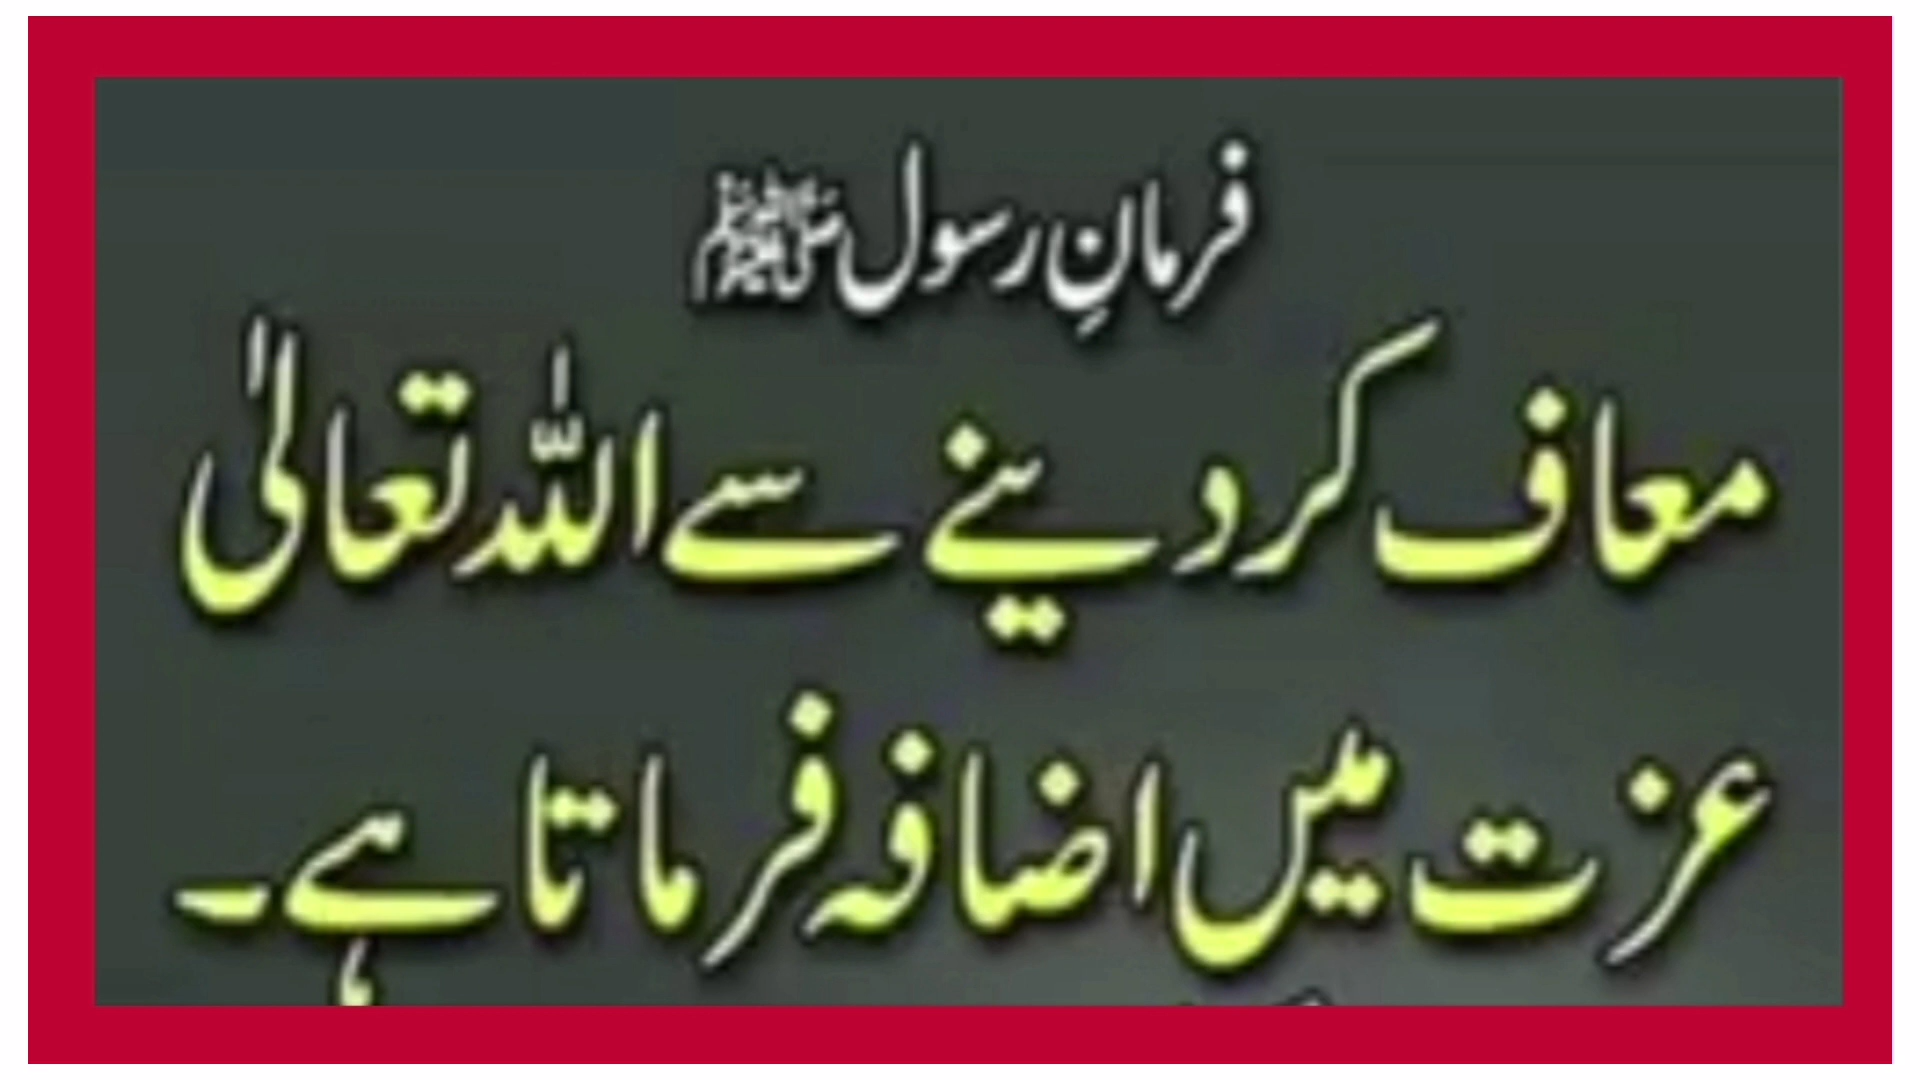 فرمانِ رسول ﷺ
معاف کر دینے سے اللہ تعالیٰ
عزت میں اضافہ فرماتا ہے۔